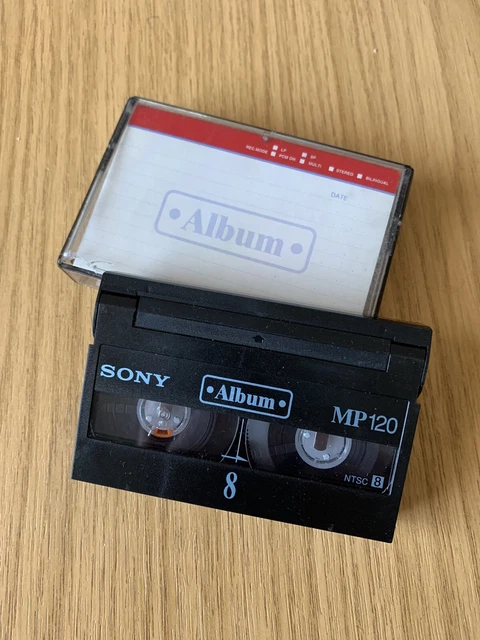 REC MODE LP SP
PCM ON MULTI STEREO BILINGUAL
DATE
• Album •
SONY
• Album •
MP120
NTSC 8
8